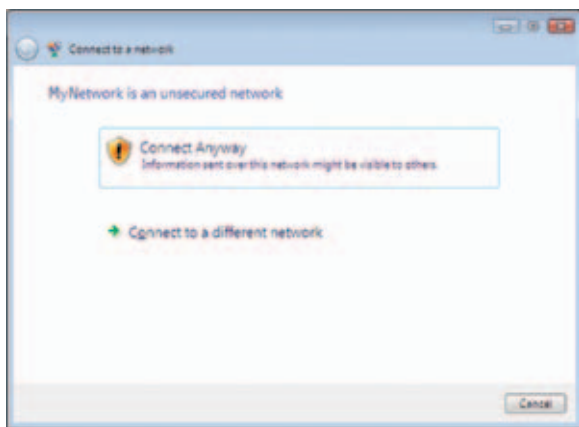 Connect to a network
MyNetwork is an unsecured network
Connect Anyway
Information sent over this network might be visible to others.
Connect to a different network
Cancel